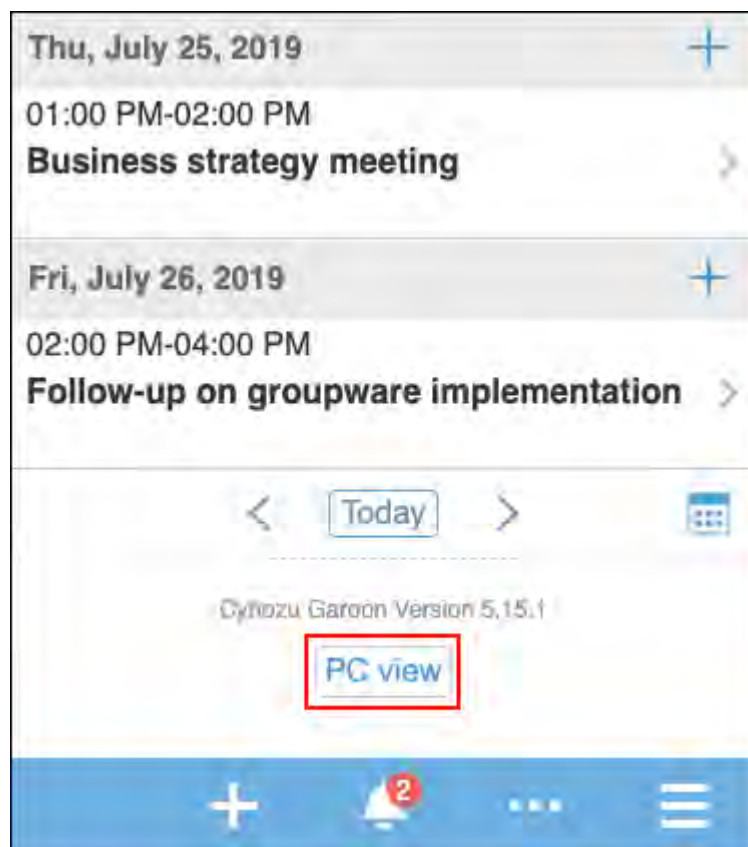 Thu, July 25, 2019
01:00 PM-02:00 PM
Business strategy meeting
Fri, July 26, 2019
02:00 PM-04:00 PM
Follow-up on groupware implementation
Today
Cybozu Garoon Version 5.15.1
PC view
2